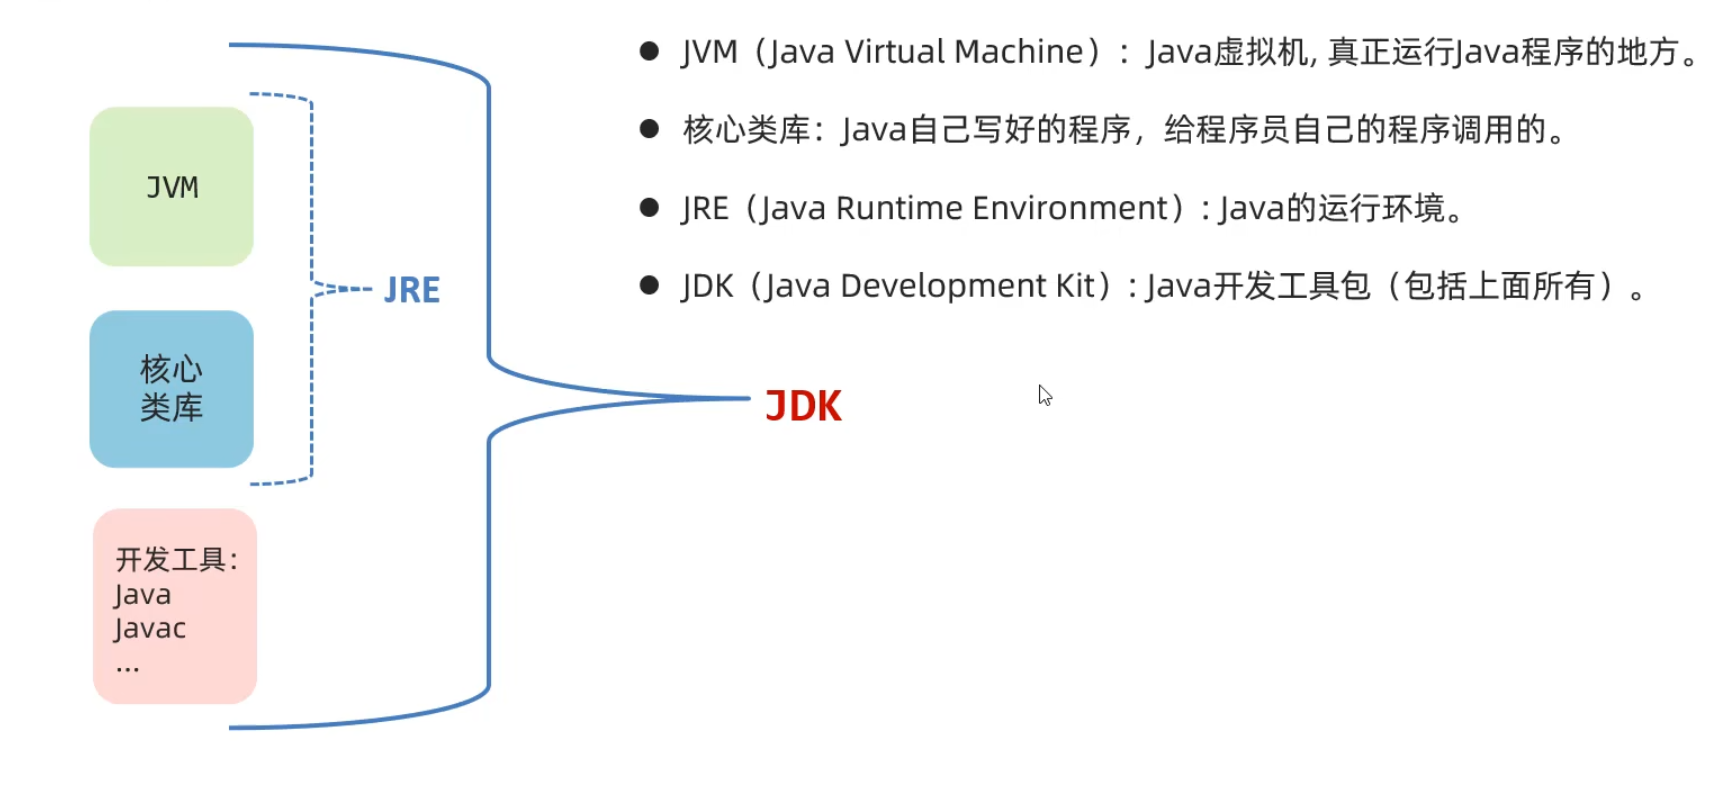 JVM（Java Virtual Machine）：Java虚拟机, 真正运行Java程序的地方。
核心类库：Java自己写好的程序，给程序员自己的程序调用的。
JRE（Java Runtime Environment）: Java的运行环境。
JDK（Java Development Kit）: Java开发工具包（包括上面所有）。
JVM
JRE
核心
类库
JDK
开发工具：
Java
Javac
...